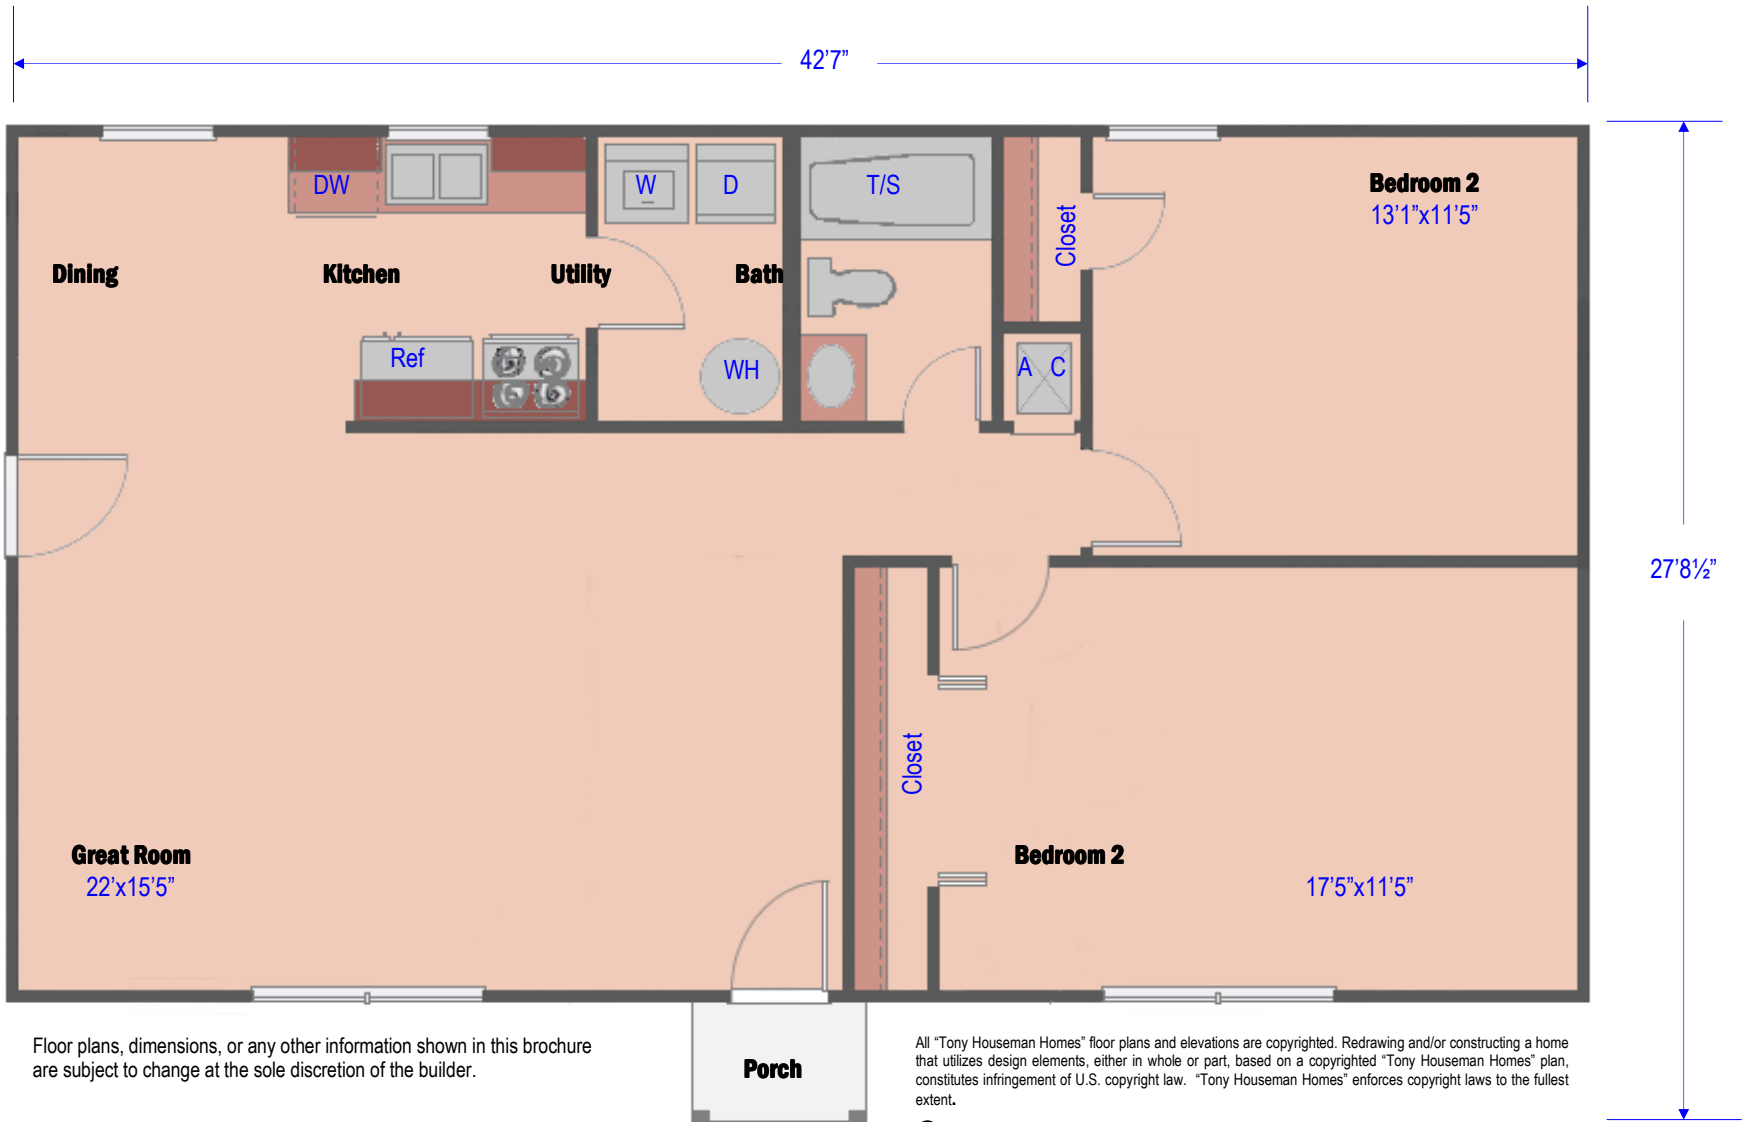 42’7”
DW
W
D
T/S
Closet
Bedroom 2
13’1”x11’5”
Dining
Kitchen
Utility
Bath
Ref
WH
A C
27’8½”
Closet
Great Room
22’x15’5”
Bedroom 2
17’5”x11’5”
Floor plans, dimensions, or any other information shown in this brochure
are subject to change at the sole discretion of the builder.
Porch
All “Tony Houseman Homes” floor plans and elevations are copyrighted. Redrawing and/or constructing a home
that utilizes design elements, either in whole or part, based on a copyrighted “Tony Houseman Homes” plan,
constitutes infringement of U.S. copyright law. “Tony Houseman Homes” enforces copyright laws to the fullest
extent.